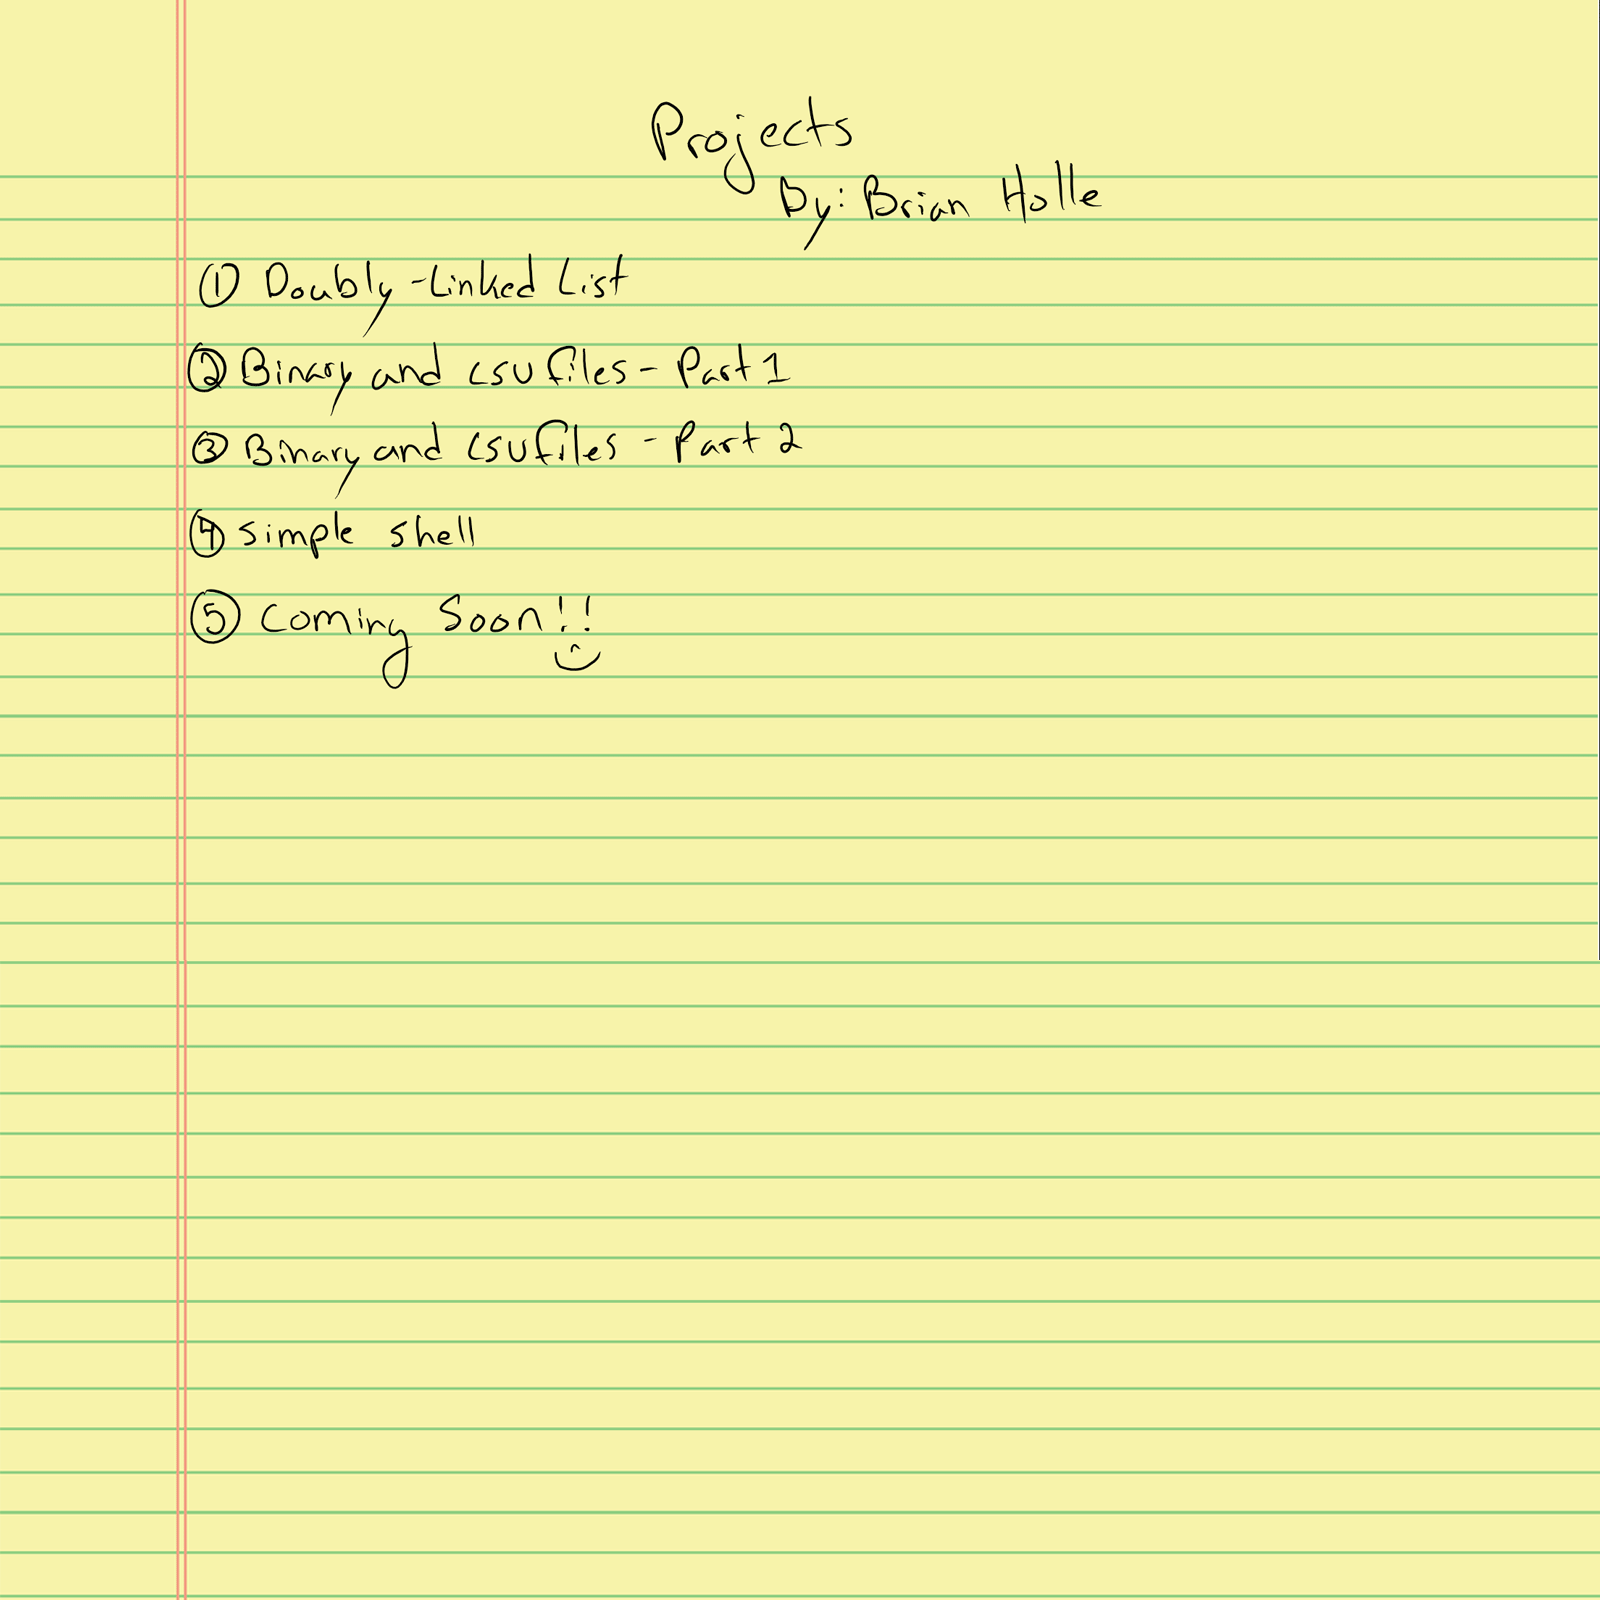 Projects
By: Brian Holle
① Doubly-Linked List
② Binary and csv files - Part 1
③ Binary and csv files - Part 2
④ simple shell
⑤ Coming Soon!!